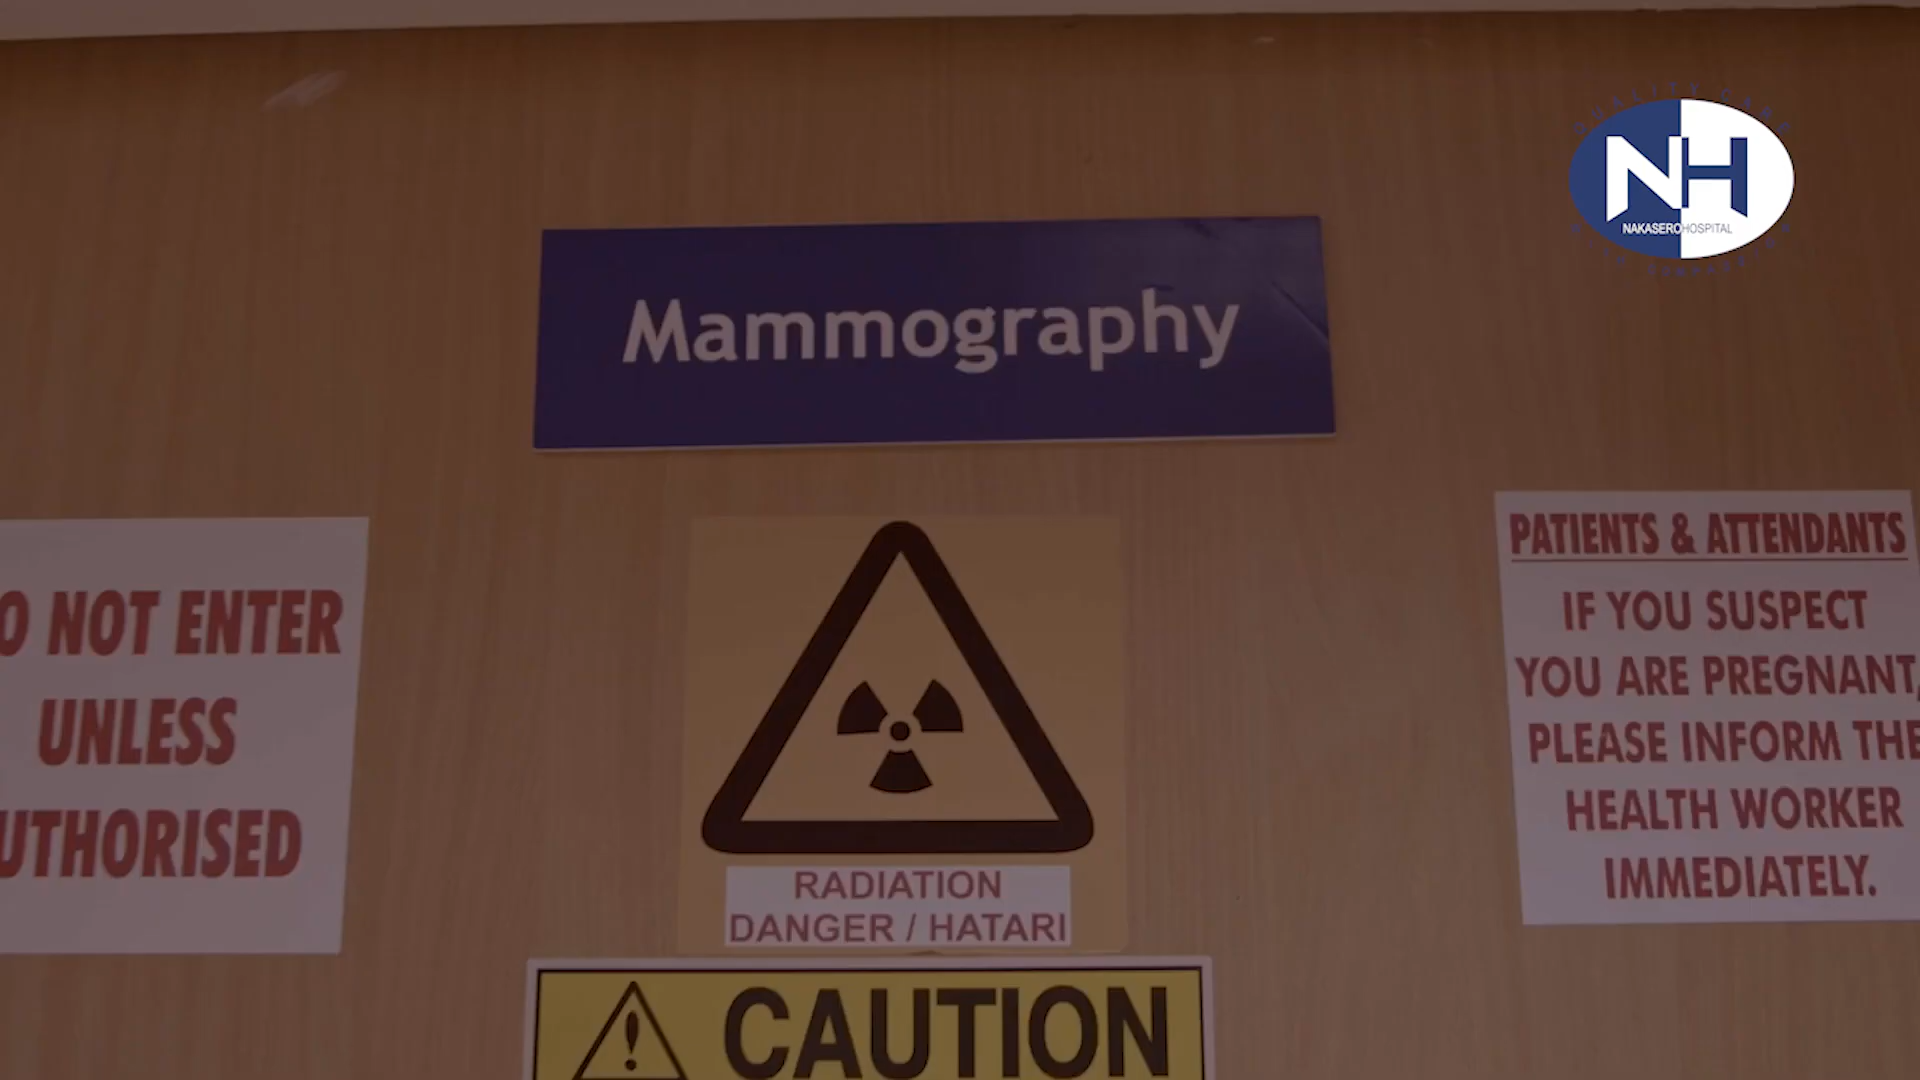 NH
NAKASERO HOSPITAL
Mammography
O NOT ENTER
UNLESS
UTHORISED
RADIATION
DANGER / HATARI
PATIENTS & ATTENDANTS
IF YOU SUSPECT
YOU ARE PREGNANT,
PLEASE INFORM THE
HEALTH WORKER
IMMEDIATELY.
CAUTION